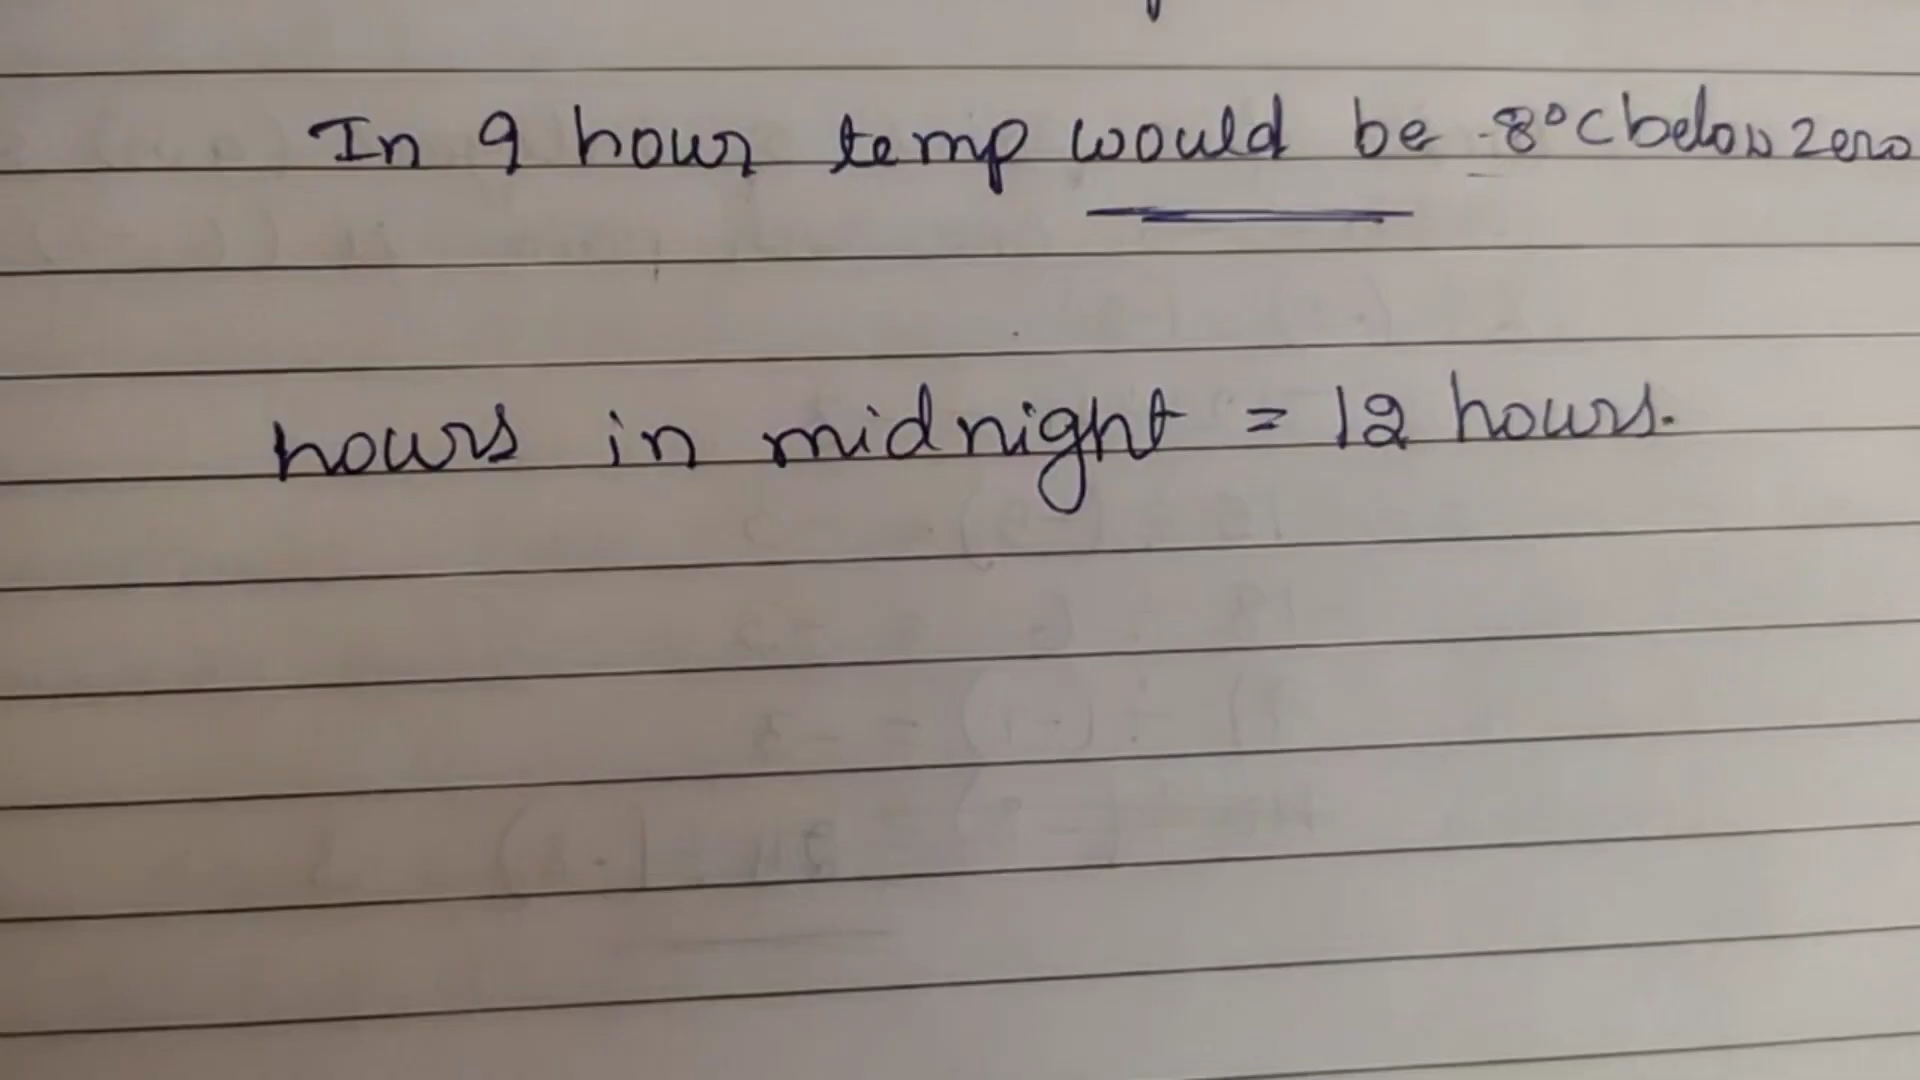 In 9 hour temp would be -8°C below zero
hours in midnight = 12 hours.